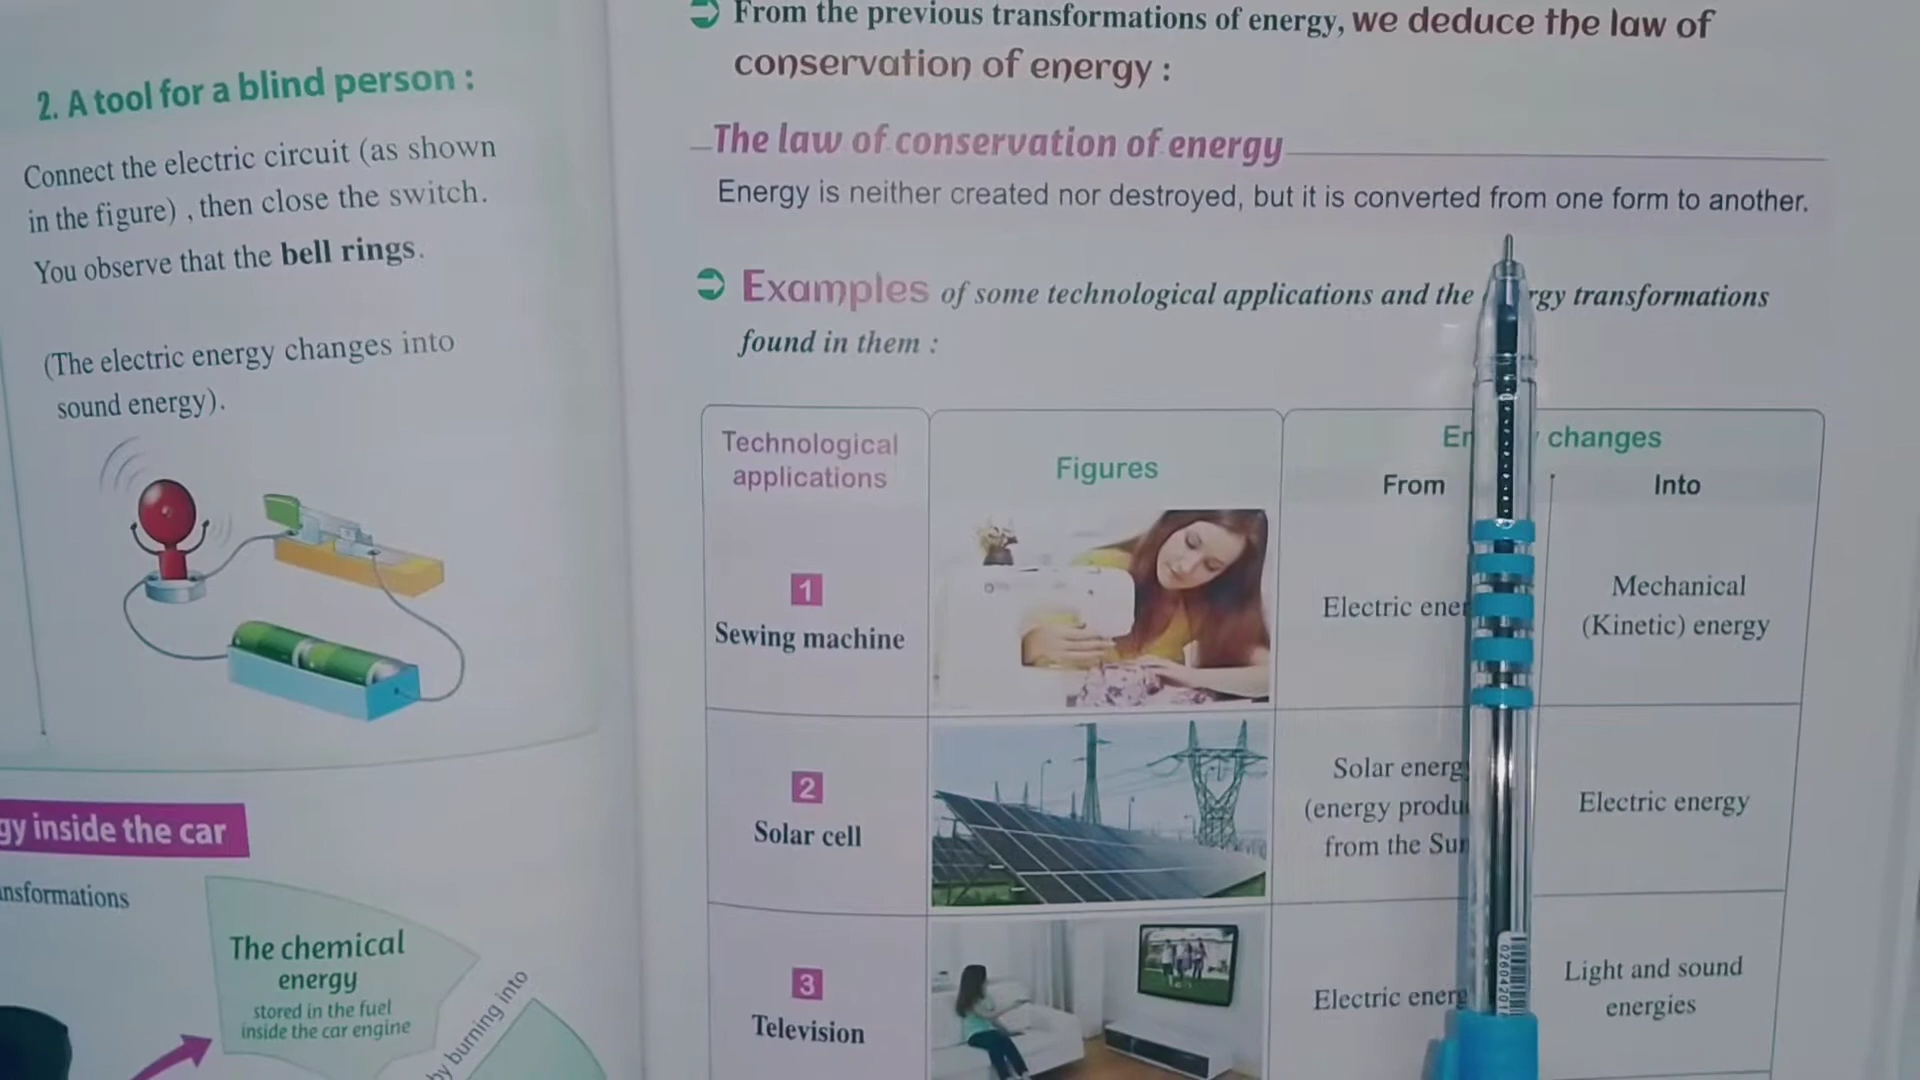 2. A tool for a blind person :
Connect the electric circuit (as shown
in the figure) , then close the switch.
You observe that the bell rings.
(The electric energy changes into
sound energy).
gy inside the car
nsformations
The chemical
energy
stored in the fuel
inside the car engine
by burning into
From the previous transformations of energy, we deduce the law of
conservation of energy :
The law of conservation of energy
Energy is neither created nor destroyed, but it is converted from one form to another.
Examples of some technological applications and the rgy transformations
found in them :
Technological
applications
Figures
En changes
From
Into
1
Sewing machine
Electric ener
Mechanical
(Kinetic) energy
2
Solar cell
Solar energ
(energy produ
from the Sun
Electric energy
3
Television
Electric energ
Light and sound
energies